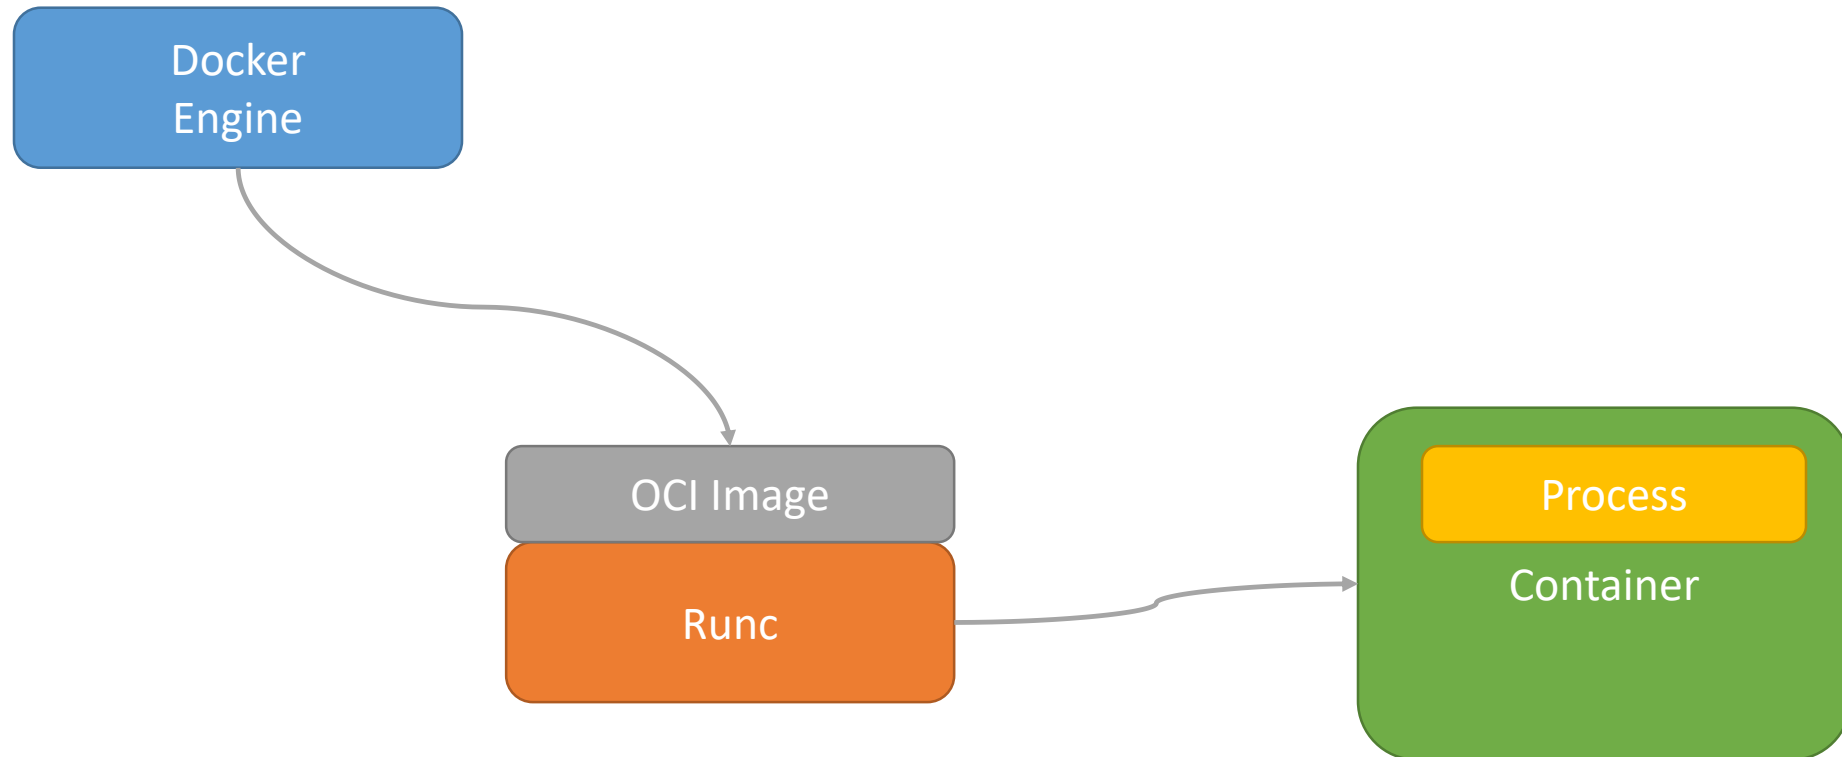 Docker
Engine
OCI Image
Process
Container
Runc